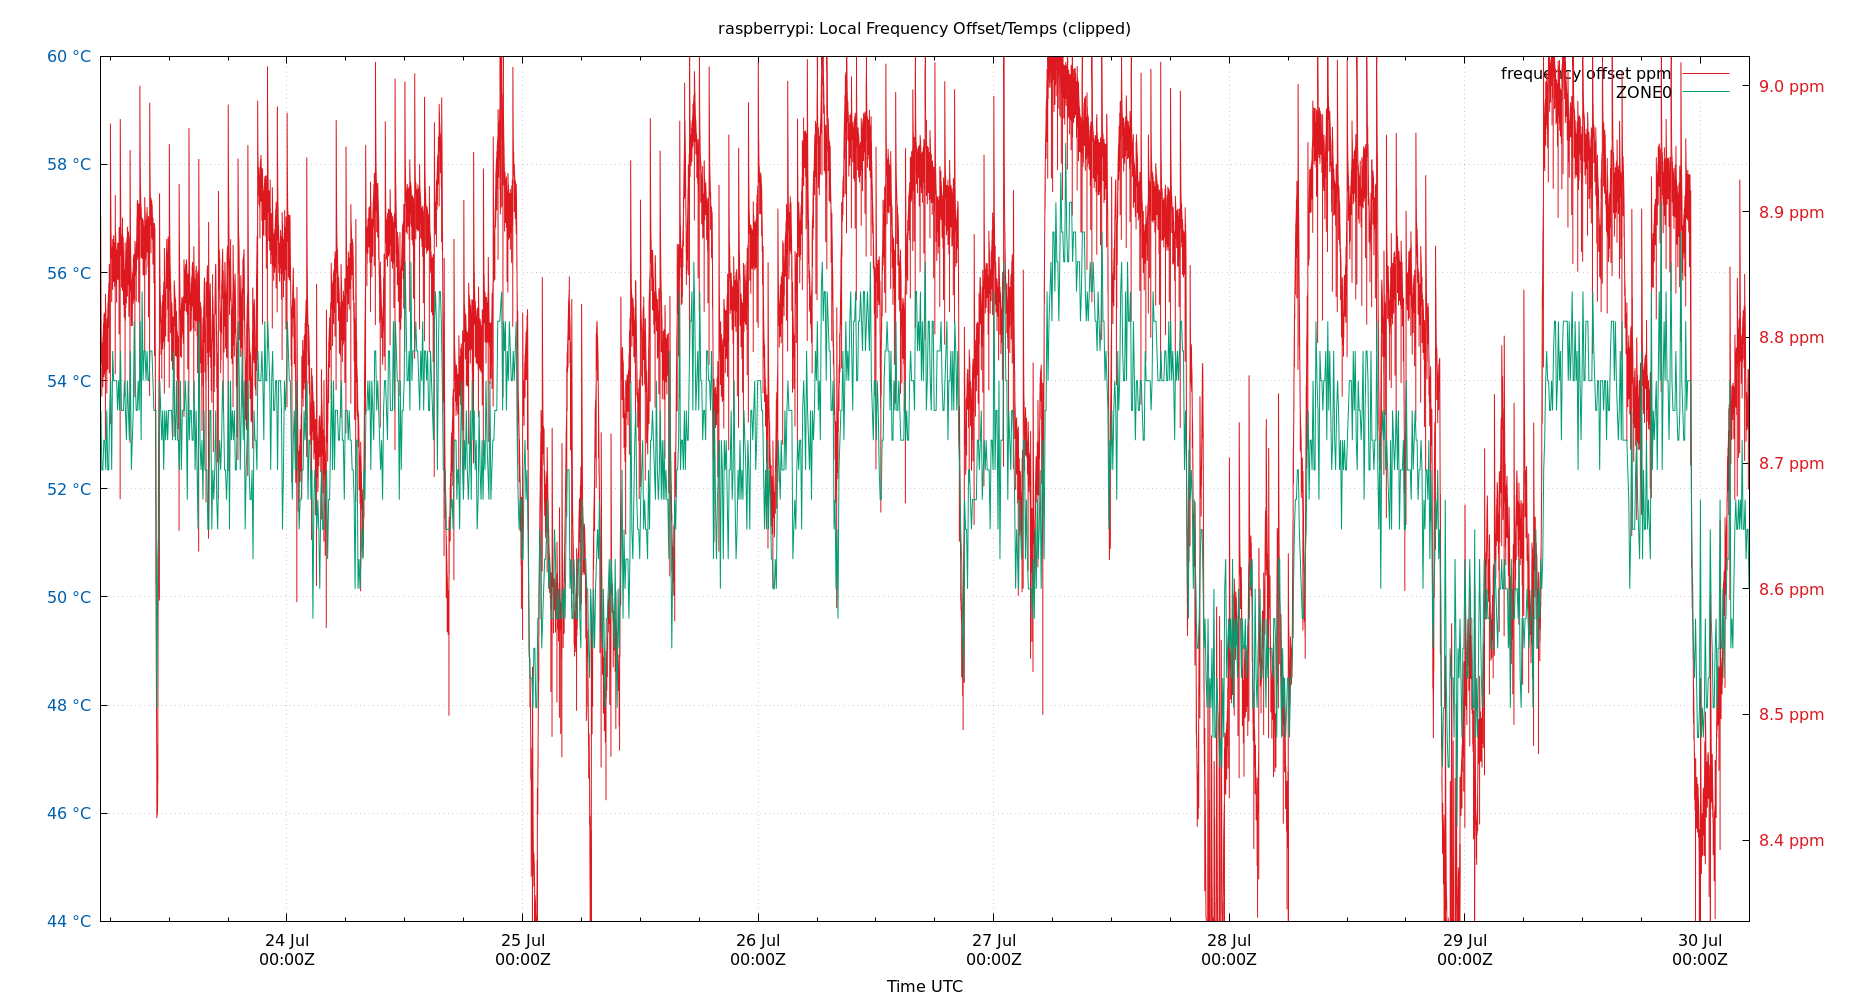 raspberrypi: Local Frequency Offset/Temps (clipped)
60 °C
58 °C
56 °C
54 °C
52 °C
50 °C
48 °C
46 °C
44 °C
frequency offset ppm
ZONE0
9.0 ppm
8.9 ppm
8.8 ppm
8.7 ppm
8.6 ppm
8.5 ppm
8.4 ppm
24 Jul
00:00Z
25 Jul
00:00Z
26 Jul
00:00Z
27 Jul
00:00Z
28 Jul
00:00Z
29 Jul
00:00Z
30 Jul
00:00Z
Time UTC